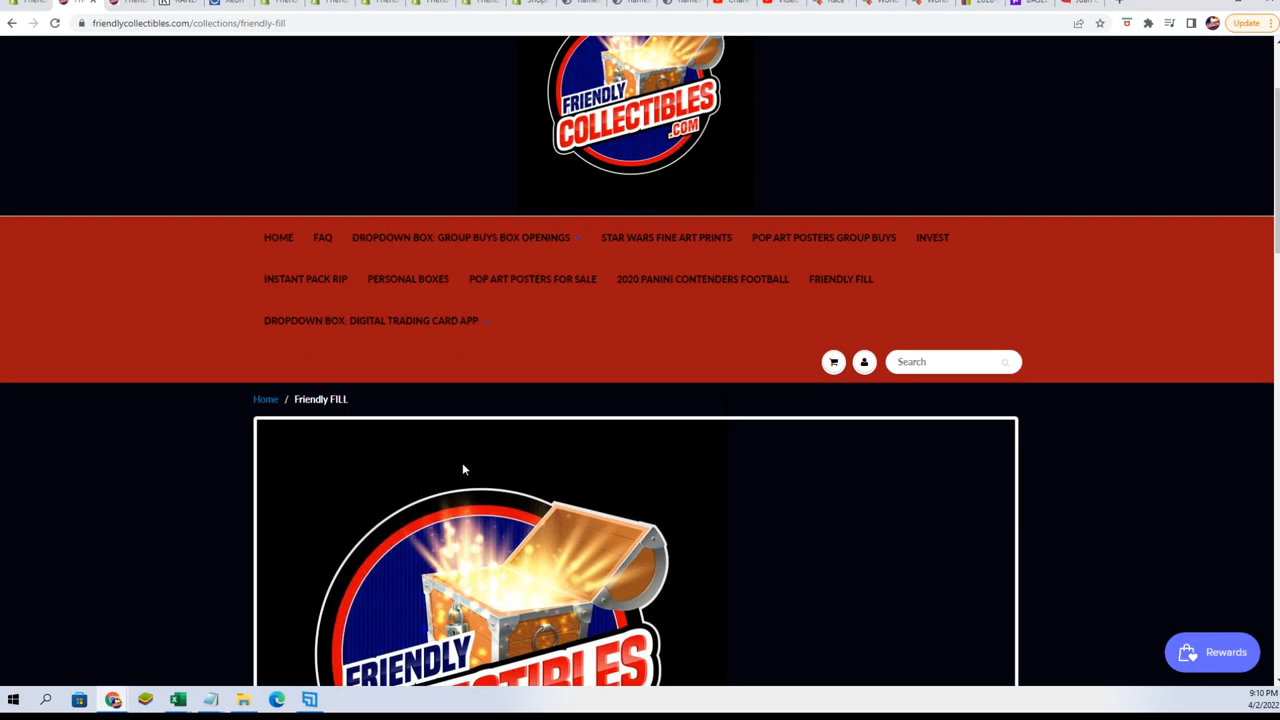 friendlycollectibles.com/collections/friendly-fill
Update
FRIENDLY
COLLECTIBLES
.COM
HOME FAQ DROPDOWN BOX: GROUP BUYS BOX OPENINGS STAR WARS FINE ART PRINTS POP ART POSTERS GROUP BUYS INVEST
INSTANT PACK RIP PERSONAL BOXES POP ART POSTERS FOR SALE 2020 PANINI CONTENDERS FOOTBALL FRIENDLY FILL
DROPDOWN BOX: DIGITAL TRADING CARD APP
Search
Home / Friendly FILL
FRIENDLY
Rewards
9:10 PM
4/2/2022